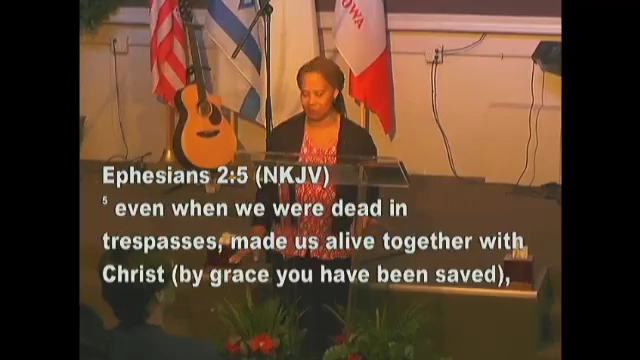 IOWA
Ephesians 2:5 (NKJV)
5 even when we were dead in
trespasses, made us alive together with
Christ (by grace you have been saved),